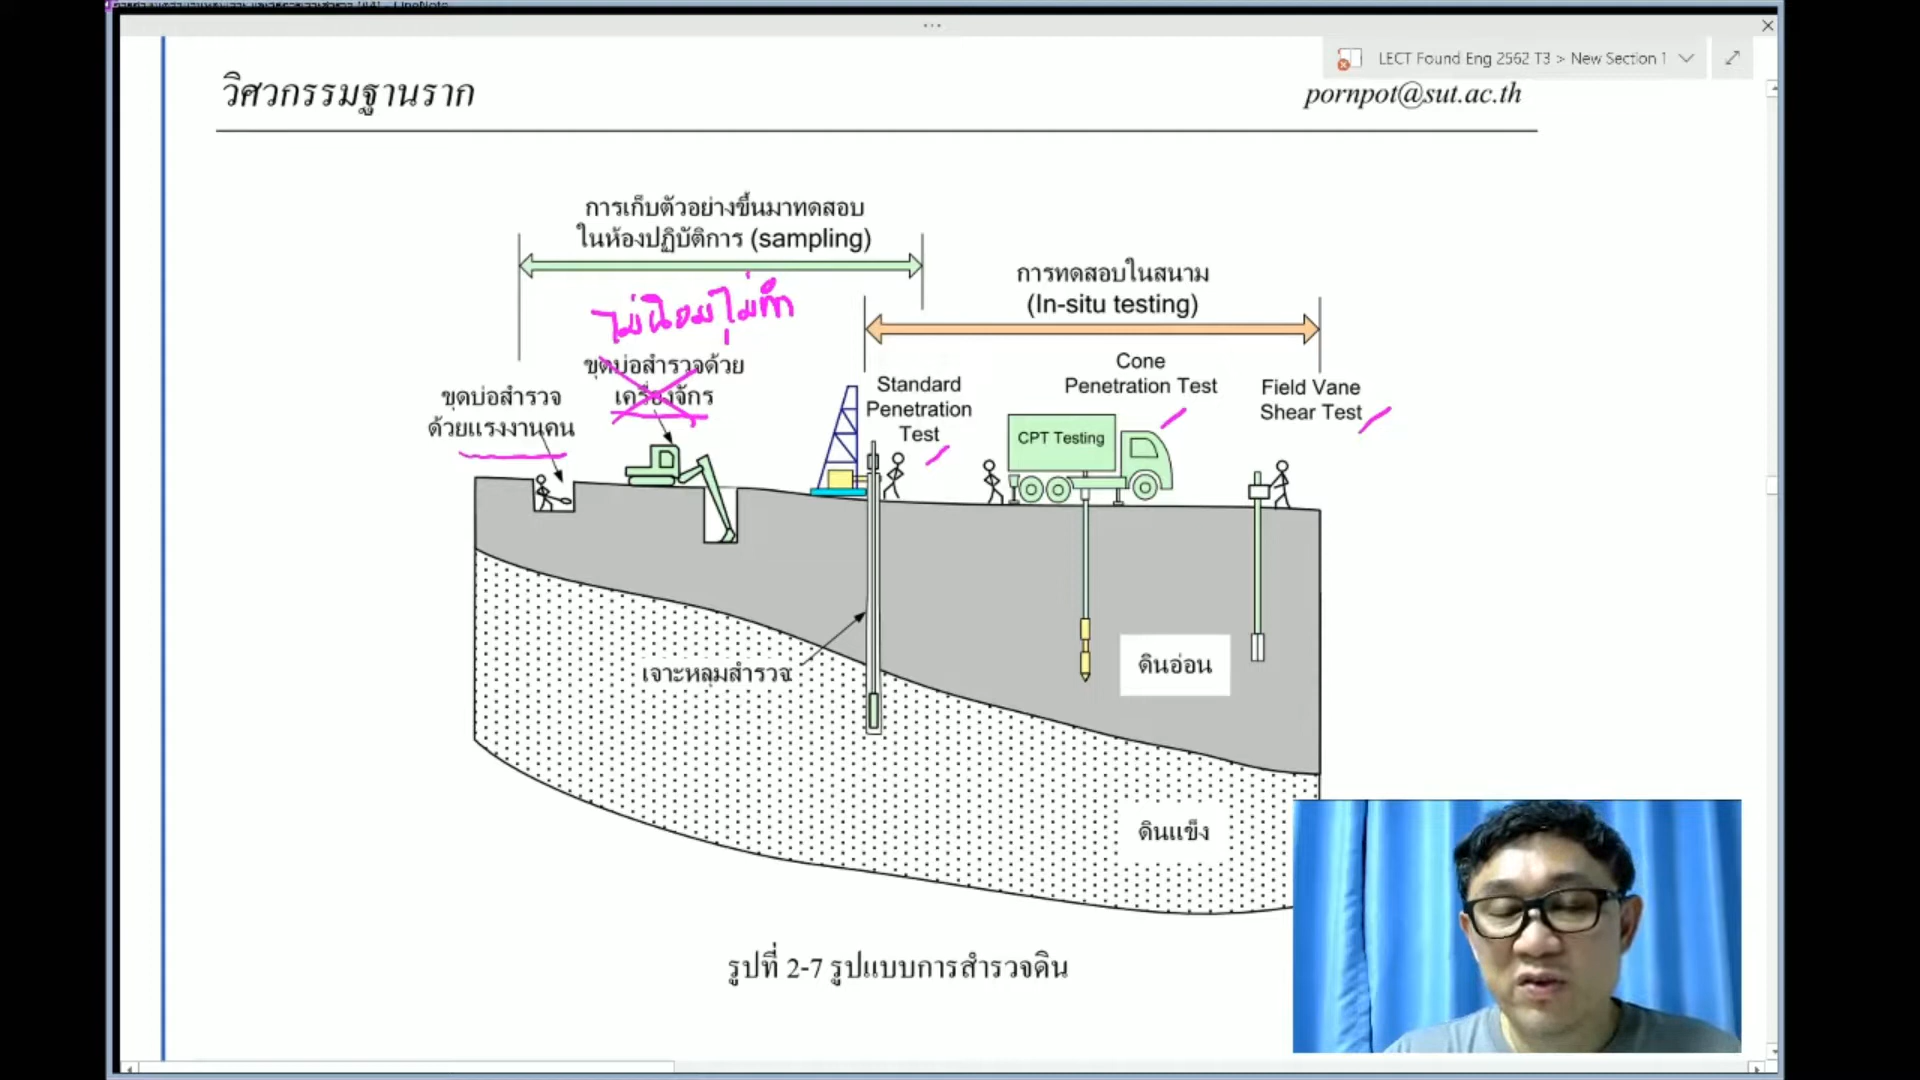 LECT Found Eng 2562 T3 > New Section 1
วิศวกรรมฐานราก
pornpot@sut.ac.th
การเก็บตัวอย่างขึ้นมาทดสอบ
ในห้องปฏิบัติการ (sampling)
การทดสอบในสนาม
(In-situ testing)
ไม่นิยม ไม่ทำ
ขุดบ่อสำรวจด้วย
เครื่องจักร
ขุดบ่อสำรวจ
ด้วยแรงงานคน
Standard
Penetration
Test
Cone
Penetration Test
Field Vane
Shear Test
CPT Testing
เจาะหลุมสำรวจ
ดินอ่อน
ดินแข็ง
รูปที่ 2-7 รูปแบบการสำรวจดิน